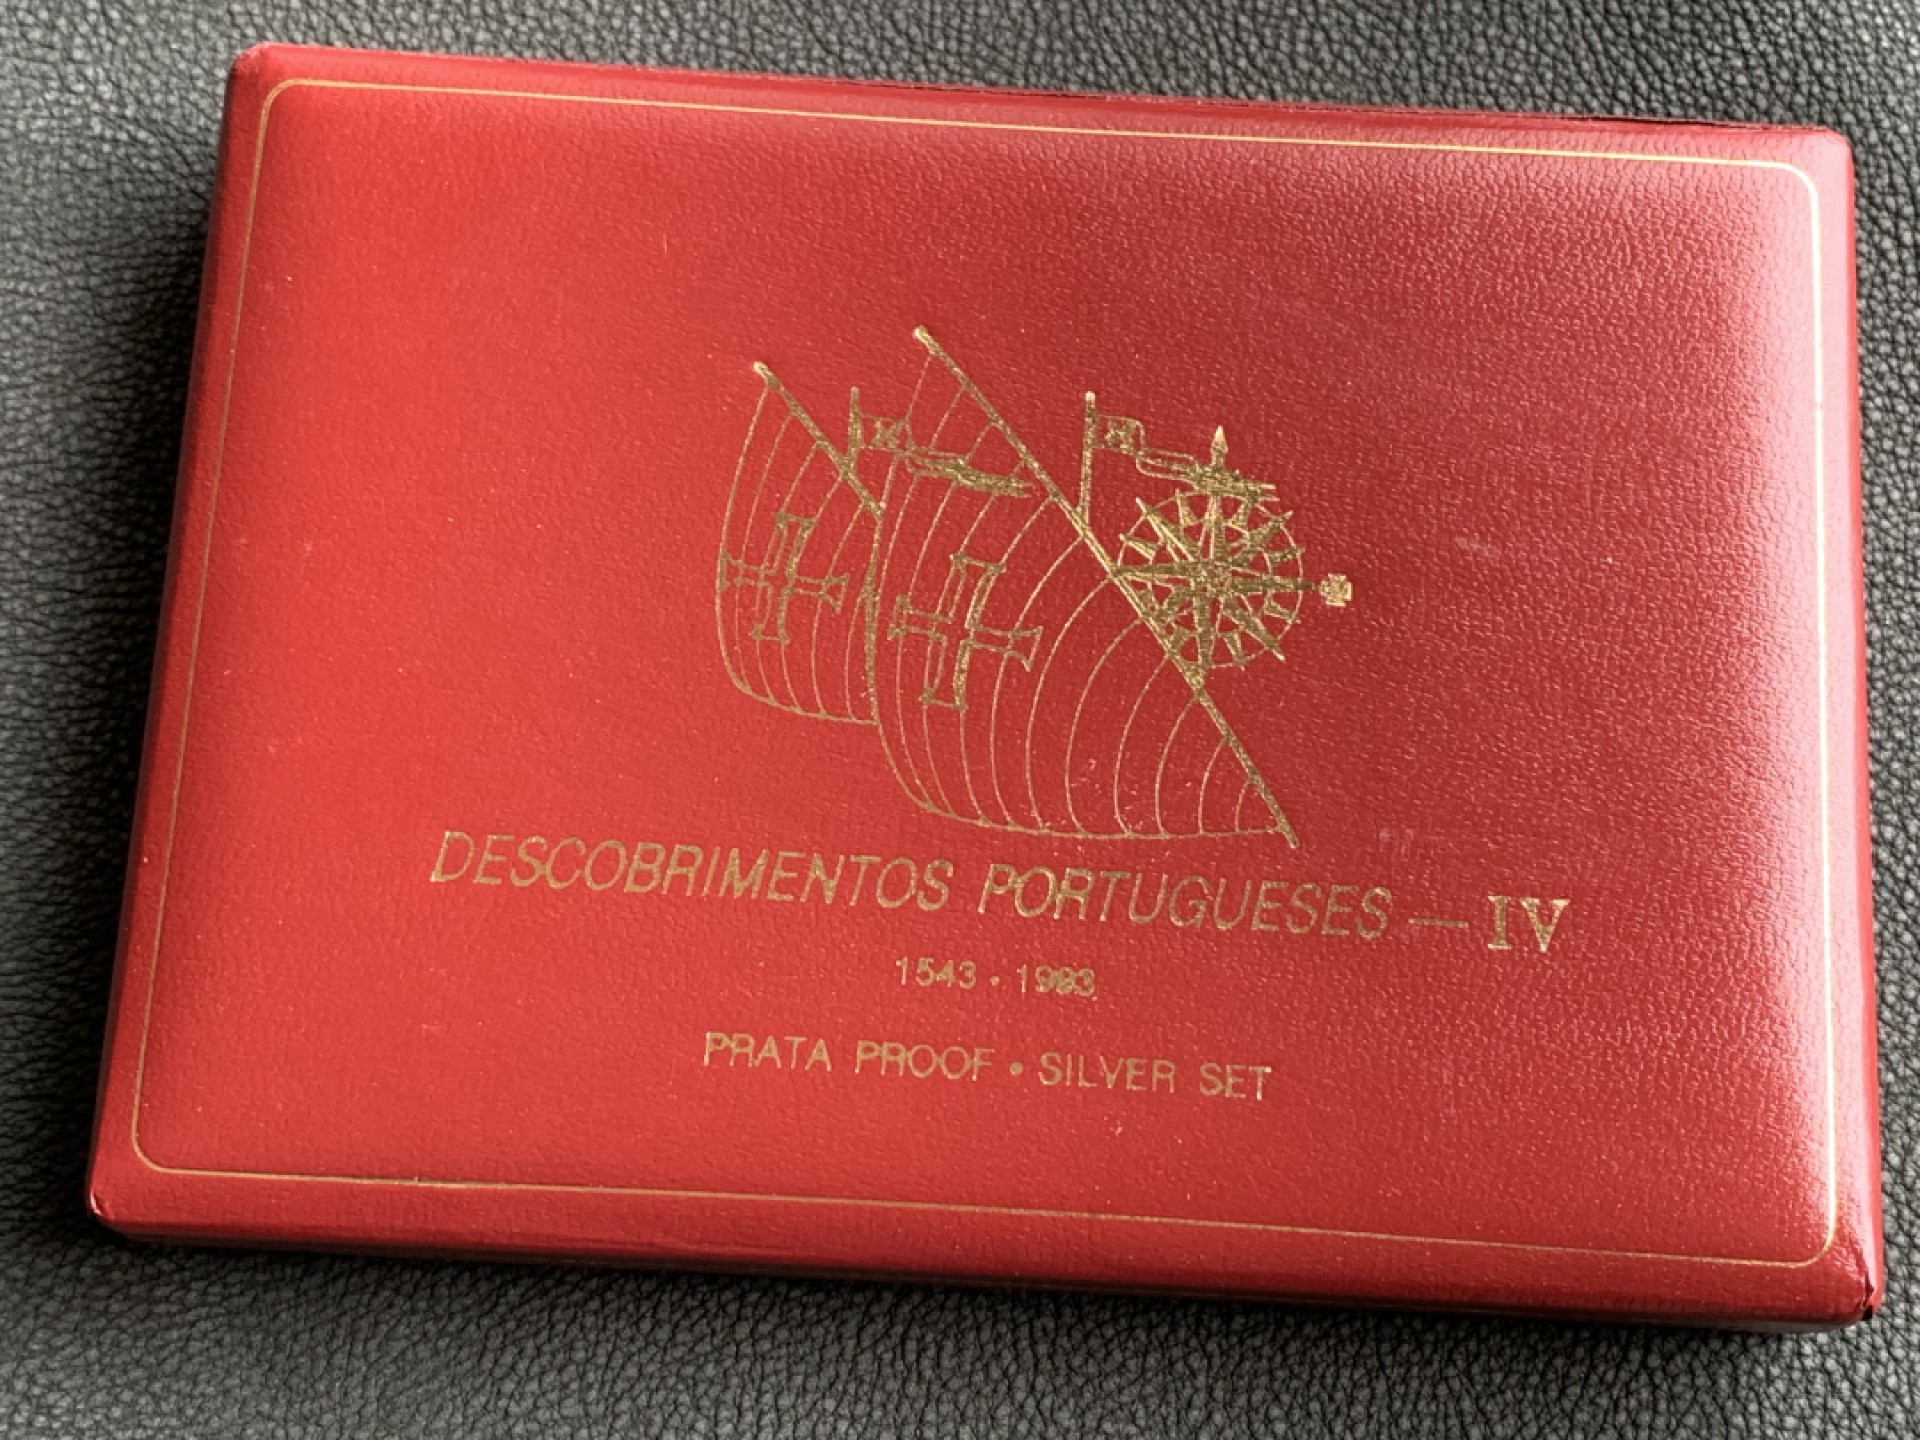 DESCOBRIMENTOS PORTUGUESES — IV
1543 • 1993
PRATA PROOF • SILVER SET